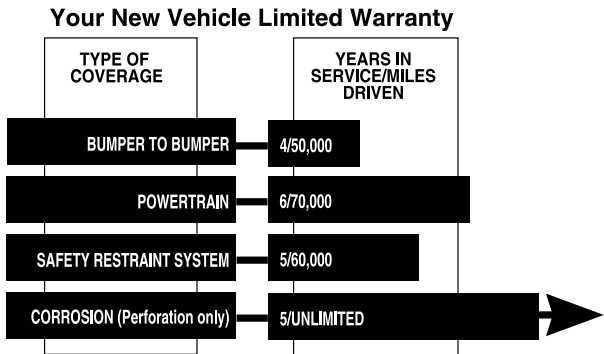 Your New Vehicle Limited Warranty
TYPE OF
COVERAGE
YEARS IN
SERVICE/MILES
DRIVEN
BUMPER TO BUMPER
4/50,000
POWERTRAIN
6/70,000
SAFETY RESTRAINT SYSTEM
5/60,000
CORROSION (Perforation only)
5/UNLIMITED